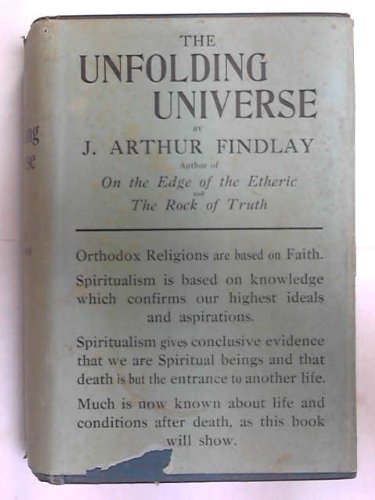 THE
UNFOLDING
UNIVERSE
BY
J. ARTHUR FINDLAY
Author of
On the Edge of the Etheric
and
The Rock of Truth
Orthodox Religions are based on Faith.
Spiritualism is based on knowledge
which confirms our highest ideals
and aspirations.
Spiritualism gives conclusive evidence
that we are Spiritual beings and that
death is but the entrance to another life.
Much is now known about life and
conditions after death, as this book
will show.